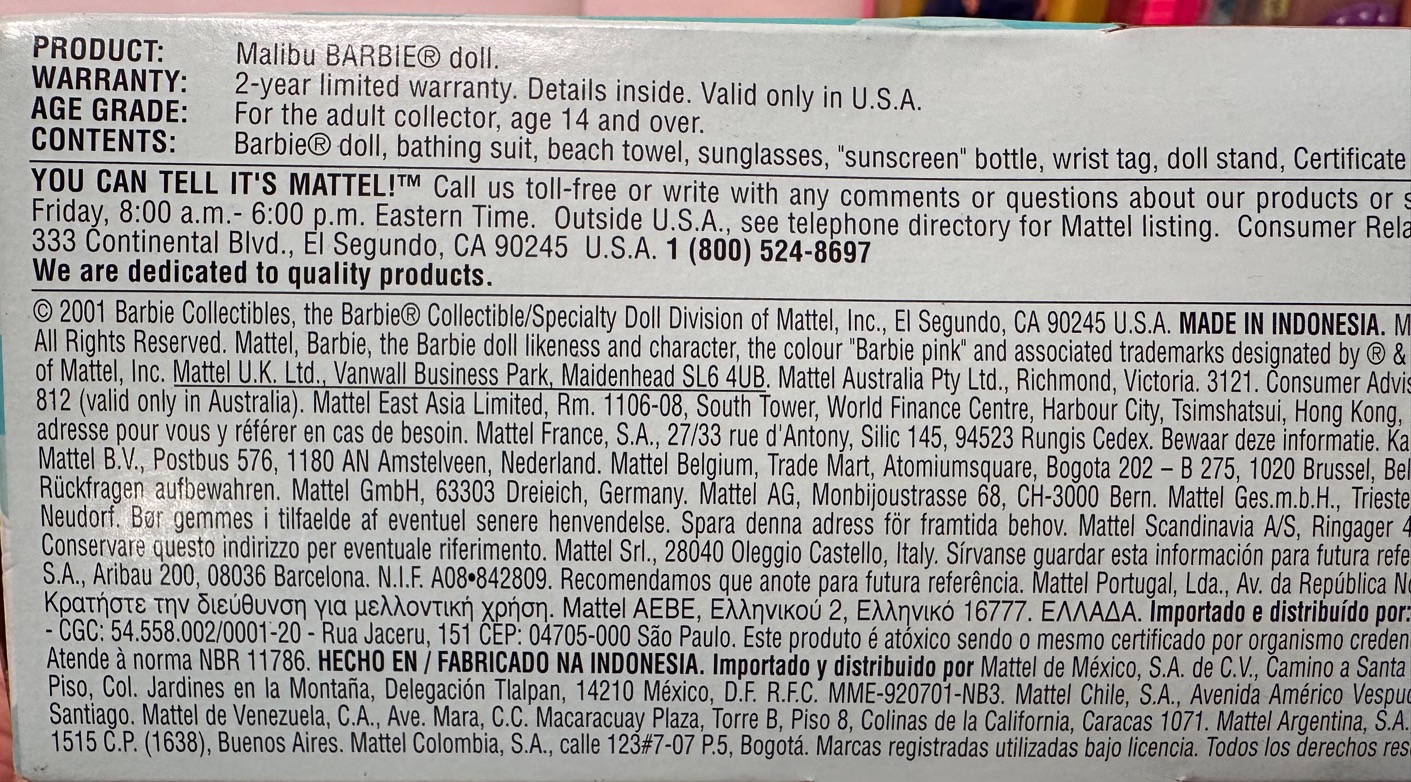 PRODUCT: Malibu BARBIE® doll.
WARRANTY: 2-year limited warranty. Details inside. Valid only in U.S.A.
AGE GRADE: For the adult collector, age 14 and over.
CONTENTS: Barbie® doll, bathing suit, beach towel, sunglasses, "sunscreen" bottle, wrist tag, doll stand, Certificate
YOU CAN TELL IT'S MATTEL!™ Call us toll-free or write with any comments or questions about our products or s
Friday, 8:00 a.m.- 6:00 p.m. Eastern Time. Outside U.S.A., see telephone directory for Mattel listing. Consumer Rela
333 Continental Blvd., El Segundo, CA 90245 U.S.A. 1 (800) 524-8697
We are dedicated to quality products.
© 2001 Barbie Collectibles, the Barbie® Collectible/Specialty Doll Division of Mattel, Inc., El Segundo, CA 90245 U.S.A. MADE IN INDONESIA. M
All Rights Reserved. Mattel, Barbie, the Barbie doll likeness and character, the colour "Barbie pink" and associated trademarks designated by ® &
of Mattel, Inc. Mattel U.K. Ltd., Vanwall Business Park, Maidenhead SL6 4UB. Mattel Australia Pty Ltd., Richmond, Victoria. 3121. Consumer Advis
812 (valid only in Australia). Mattel East Asia Limited, Rm. 1106-08, South Tower, World Finance Centre, Harbour City, Tsimshatsui, Hong Kong,
adresse pour vous y référer en cas de besoin. Mattel France, S.A., 27/33 rue d'Antony, Silic 145, 94523 Rungis Cedex. Bewaar deze informatie. Ka
Mattel B.V., Postbus 576, 1180 AN Amstelveen, Nederland. Mattel Belgium, Trade Mart, Atomiumsquare, Bogota 202 – B 275, 1020 Brussel, Bel
Rückfragen aufbewahren. Mattel GmbH, 63303 Dreieich, Germany. Mattel AG, Monbijoustrasse 68, CH-3000 Bern. Mattel Ges.m.b.H., Trieste
Neudorf. Bør gemmes i tilfaelde af eventuel senere henvendelse. Spara denna adress för framtida behov. Mattel Scandinavia A/S, Ringager 4
Conservare questo indirizzo per eventuale riferimento. Mattel Srl., 28040 Oleggio Castello, Italy. Sírvanse guardar esta información para futura refe
S.A., Aribau 200, 08036 Barcelona. N.I.F. A08•842809. Recomendamos que anote para futura referência. Mattel Portugal, Lda., Av. da República N
Κρατήστε την διεύθυνση για μελλοντική χρήση. Mattel AEBE, Ελληνικού 2, Ελληνικό 16777. ΕΛΛΑΔΑ. Importado e distribuído por:
- CGC: 54.558.002/0001-20 - Rua Jaceru, 151 CEP: 04705-000 São Paulo. Este produto é atóxico sendo o mesmo certificado por organismo creden
Atende à norma NBR 11786. HECHO EN / FABRICADO NA INDONESIA. Importado y distribuido por Mattel de México, S.A. de C.V., Camino a Santa
Piso, Col. Jardines en la Montaña, Delegación Tlalpan, 14210 México, D.F. R.F.C. MME-920701-NB3. Mattel Chile, S.A., Avenida Américo Vespuc
Santiago. Mattel de Venezuela, C.A., Ave. Mara, C.C. Macaracuay Plaza, Torre B, Piso 8, Colinas de la California, Caracas 1071. Mattel Argentina, S.A.
1515 C.P. (1638), Buenos Aires. Mattel Colombia, S.A., calle 123#7-07 P.5, Bogotá. Marcas registradas utilizadas bajo licencia. Todos los derechos res